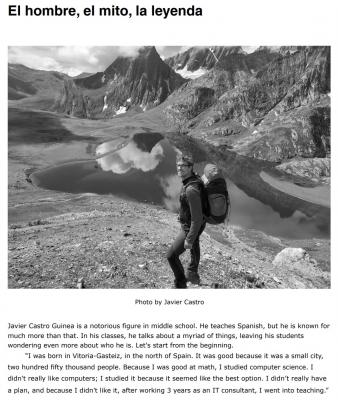 El hombre, el mito, la leyenda
Photo by Javier Castro
Javier Castro Guinea is a notorious figure in middle school. He teaches Spanish, but he is known for
much more than that. In his classes, he talks about a myriad of things, leaving his students
wondering even more about who he is. Let's start from the beginning.
"I was born in Vitoria-Gasteiz, in the north of Spain. It was good because it was a small city,
two hundred fifty thousand people. Because I was good at math, I studied computer science. I
didn't really like computers; I studied it because it seemed like the best option. I didn't really have
a plan, and because I didn't like it, after working 3 years as an IT consultant, I went into teaching."